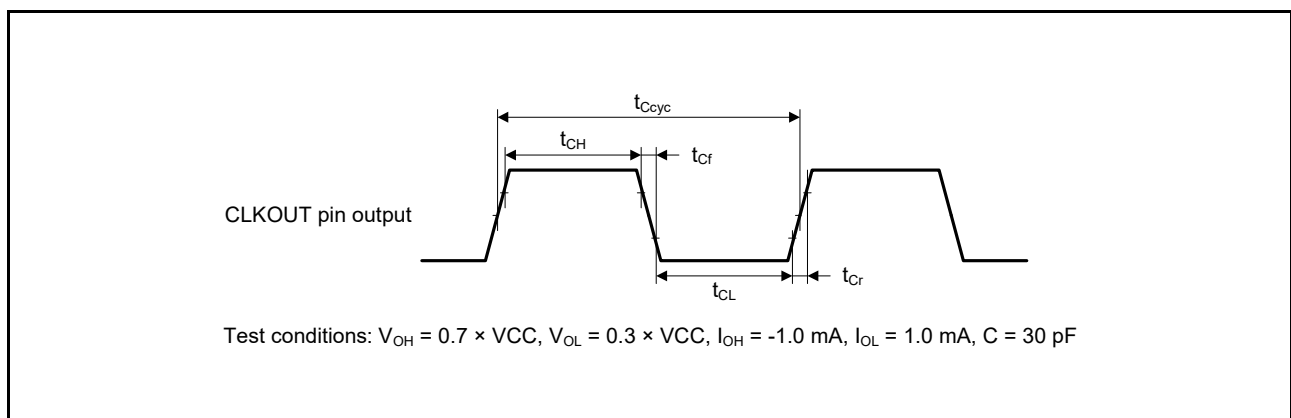 tCcyc
tCH
tCf
CLKOUT pin output
tCr
tCL
Test conditions: VOH = 0.7 × VCC, VOL = 0.3 × VCC, IOH = -1.0 mA, IOL = 1.0 mA, C = 30 pF